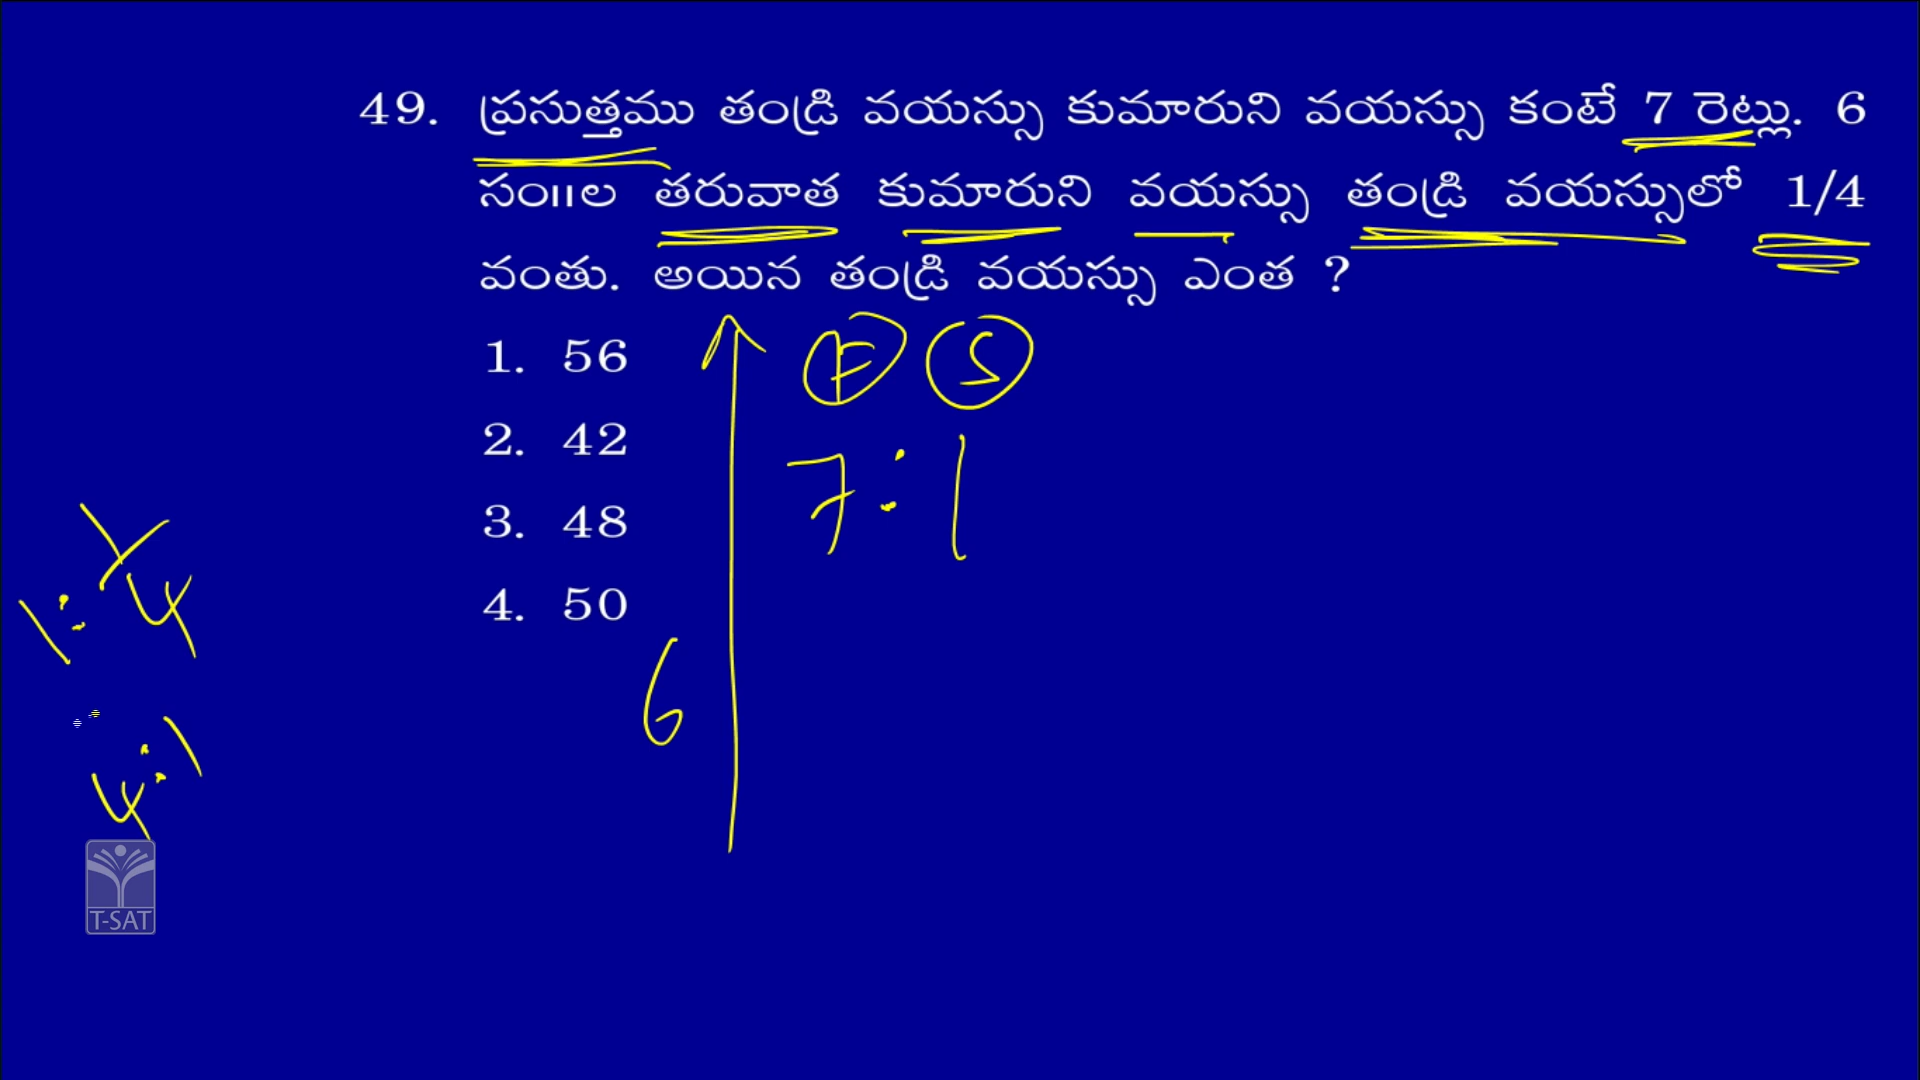 49. ప్రస్తుత్తము తండ్రి వయస్సు కుమారుని వయస్సు కంటే 7 రెట్లు. 6
సం॥ల తరువాత కుమారుని వయస్సు తండ్రి వయస్సులో 1/4
వంతు. అయిన తండ్రి వయస్సు ఎంత ?
1. 56
F S
2. 42
7 : 1
3. 48
1 : 4
4. 50
6
4 : 1
T-SAT